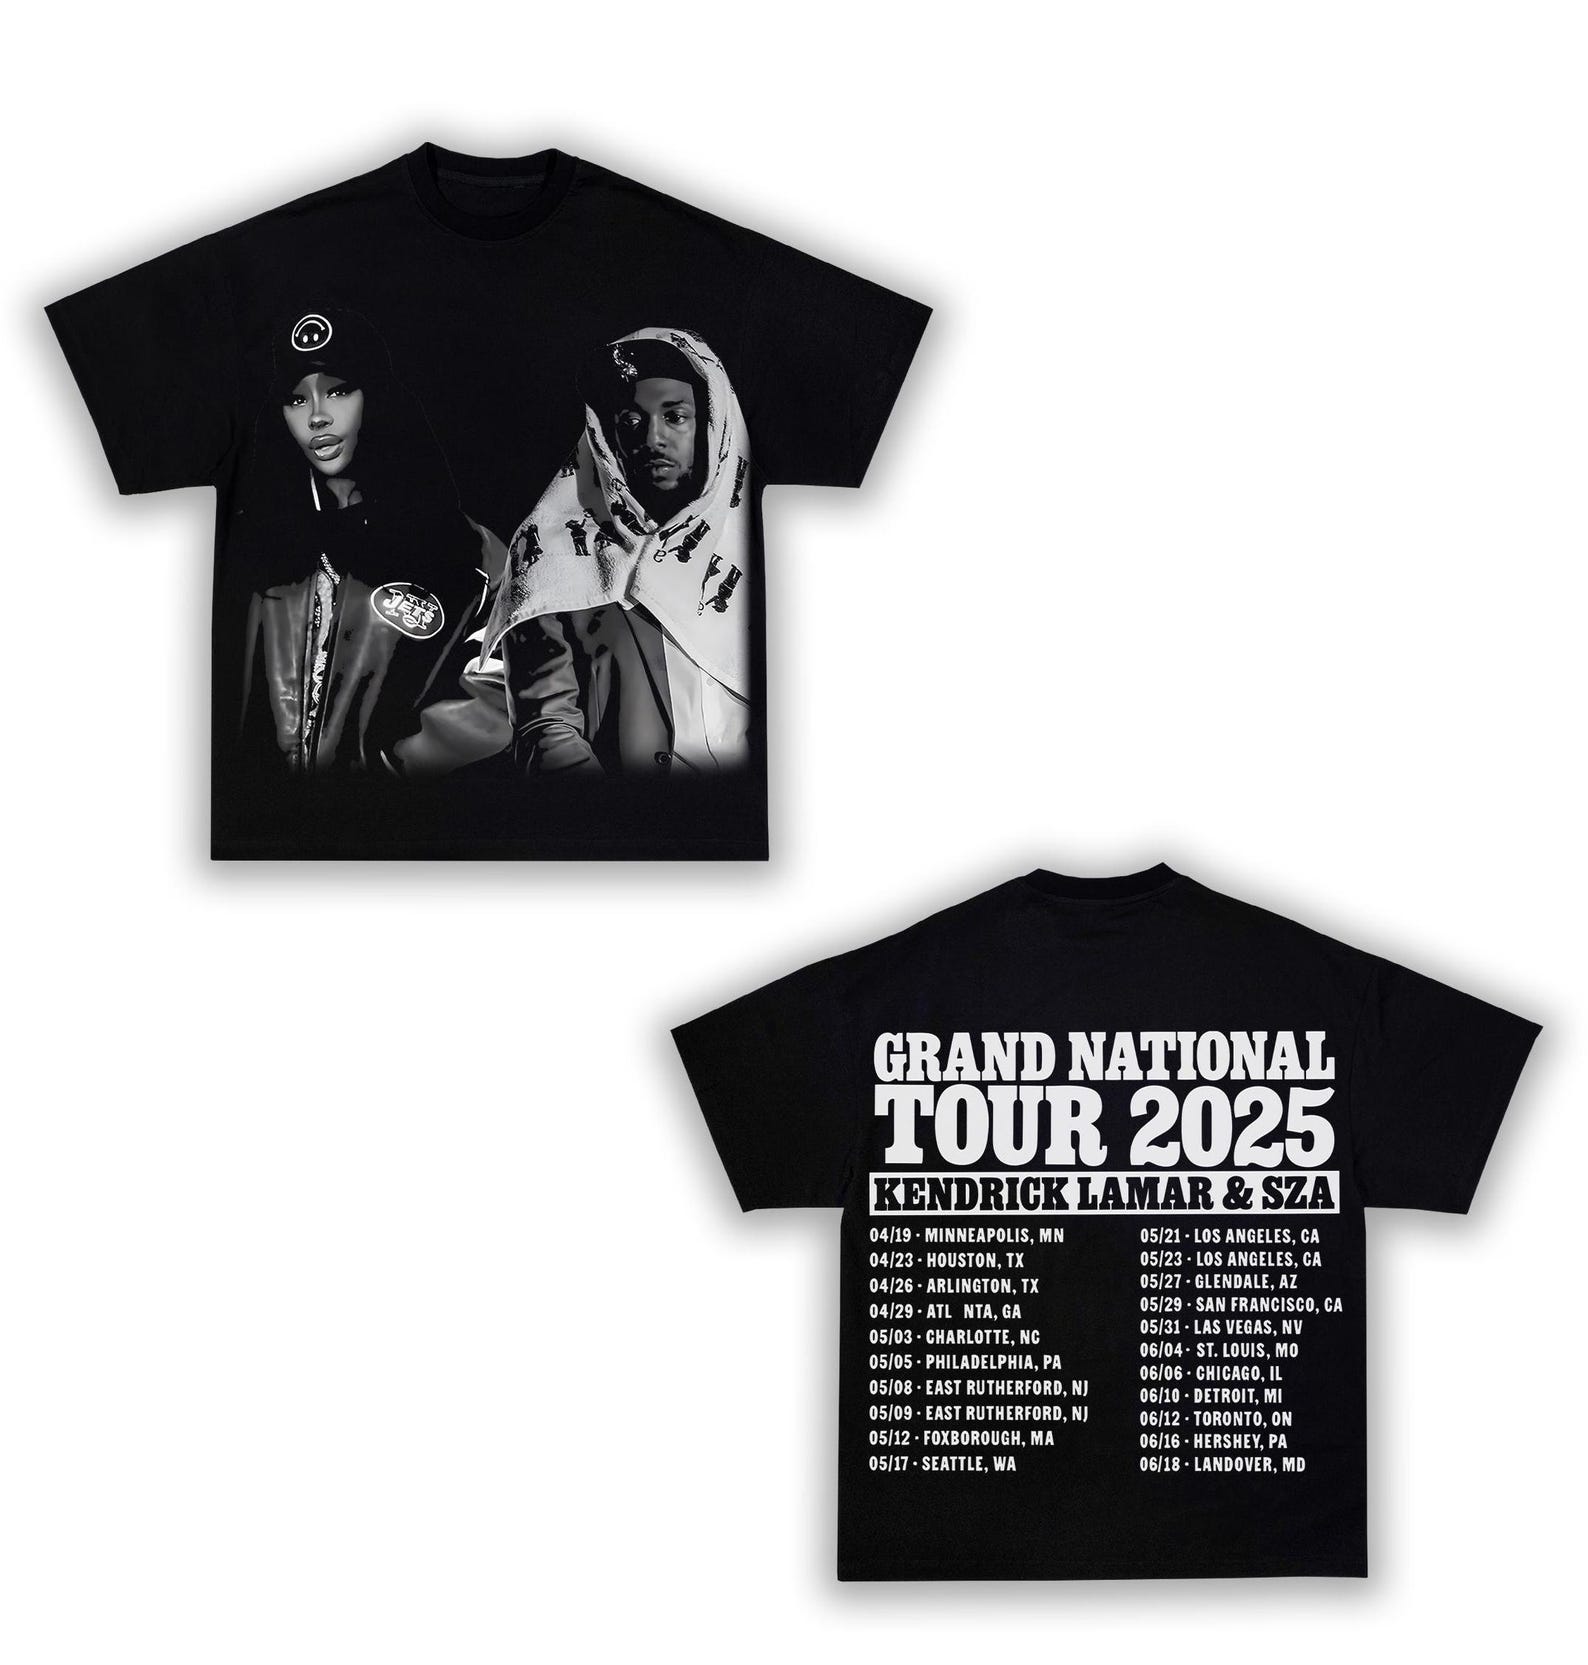 JETS
NY
GRAND NATIONAL
TOUR 2025
KENDRICK LAMAR & SZA
04/19 · MINNEAPOLIS, MN
04/23 · HOUSTON, TX
04/26 · ARLINGTON, TX
04/29 · ATL NTA, GA
05/03 · CHARLOTTE, NC
05/05 · PHILADELPHIA, PA
05/08 · EAST RUTHERFORD, NJ
05/09 · EAST RUTHERFORD, NJ
05/12 · FOXBOROUGH, MA
05/17 · SEATTLE, WA
05/21 · LOS ANGELES, CA
05/23 · LOS ANGELES, CA
05/27 · GLENDALE, AZ
05/29 · SAN FRANCISCO, CA
05/31 · LAS VEGAS, NV
06/04 · ST. LOUIS, MO
06/06 · CHICAGO, IL
06/10 · DETROIT, MI
06/12 · TORONTO, ON
06/16 · HERSHEY, PA
06/18 · LANDOVER, MD